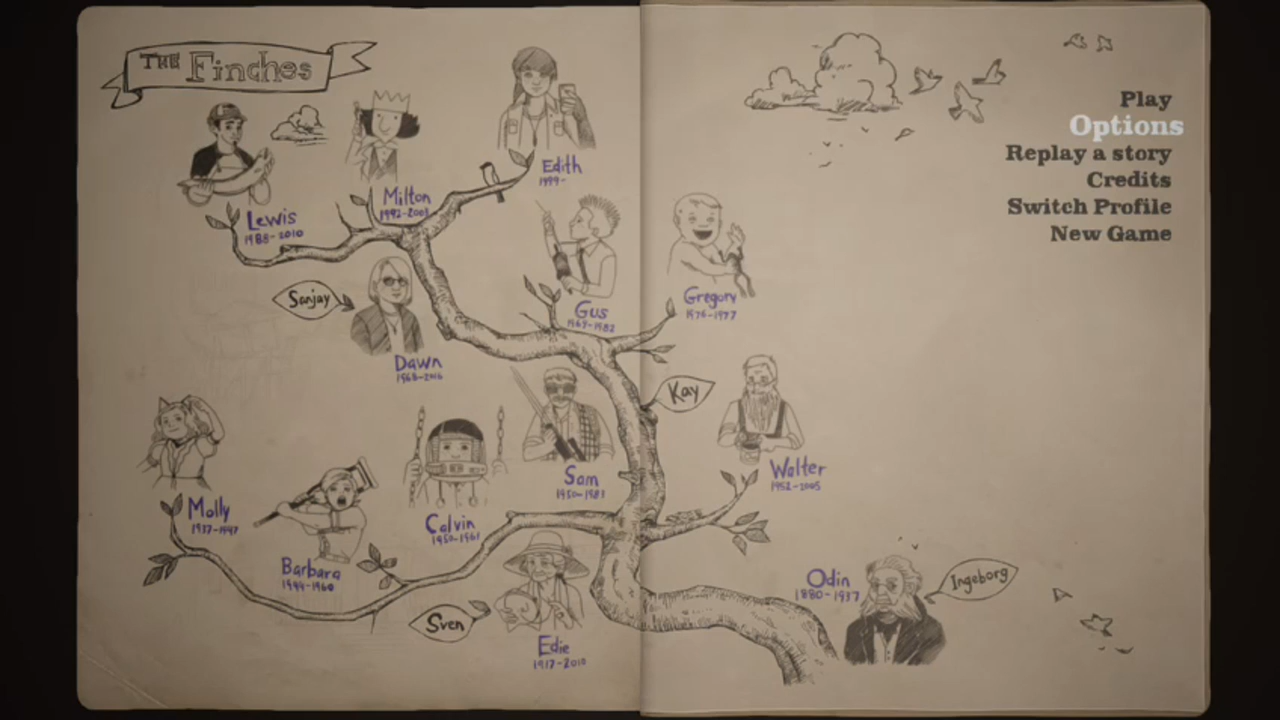 THE Finches
Play
Options
Replay a story
Credits
Switch Profile
New Game
Edith
1999-
Milton
1992-2003
Lewis
1988-2010
Sanjay
Dawn
1968-2016
Gus
1969-1982
Gregory
1976-1977
Kay
Sam
1950-1983
Walter
1952-2005
Molly
1937-1947
Calvin
1950-1961
Barbara
1944-1960
Sven
Edie
1917-2010
Odin
1880-1937
Ingeborg